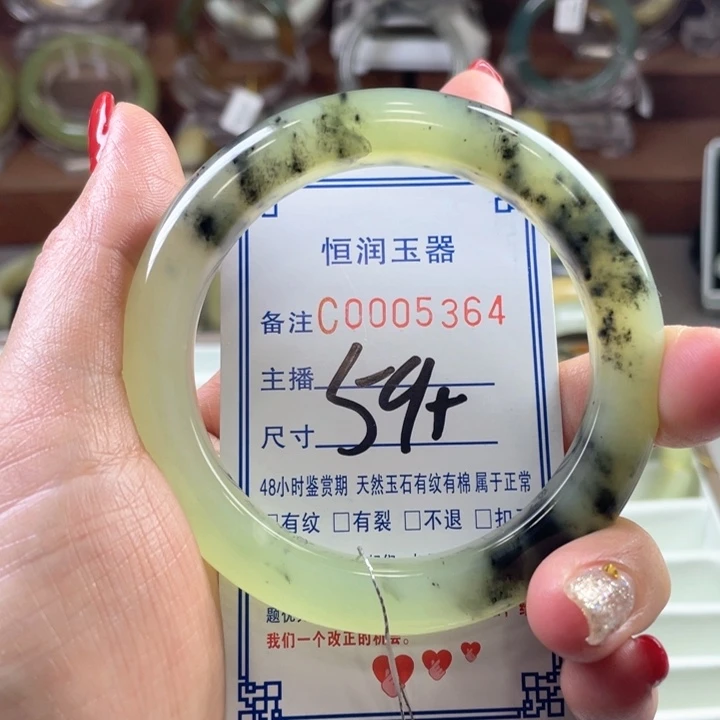 恒润玉器
备注C0005364
主播
59+
尺寸
48小时鉴赏期 天然玉石有纹有棉属于正常
□有纹 □有裂 □不退 □扣
题
我们一个改正的机会。